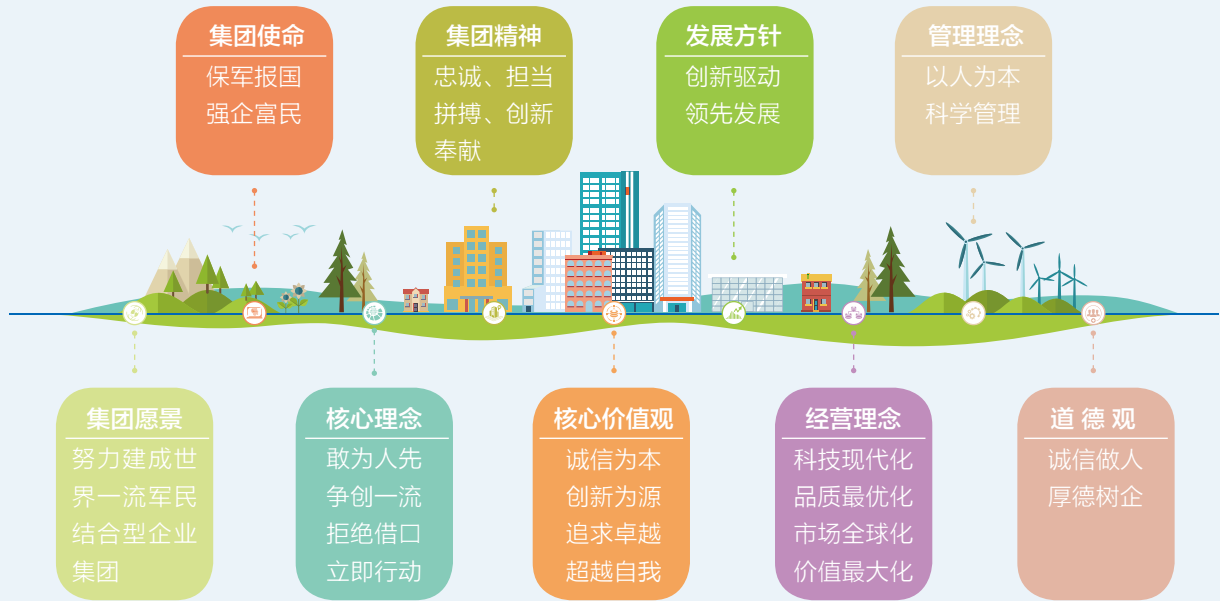 集团使命
保军报国
强企富民
集团精神
忠诚、担当
拼搏、创新
奉献
发展方针
创新驱动
领先发展
管理理念
以人为本
科学管理
集团愿景
努力建成世
界一流军民
结合型企业
集团
核心理念
敢为人先
争创一流
拒绝借口
立即行动
核心价值观
诚信为本
创新为源
追求卓越
超越自我
经营理念
科技现代化
品质最优化
市场全球化
价值最大化
道 德 观
诚信做人
厚德树企